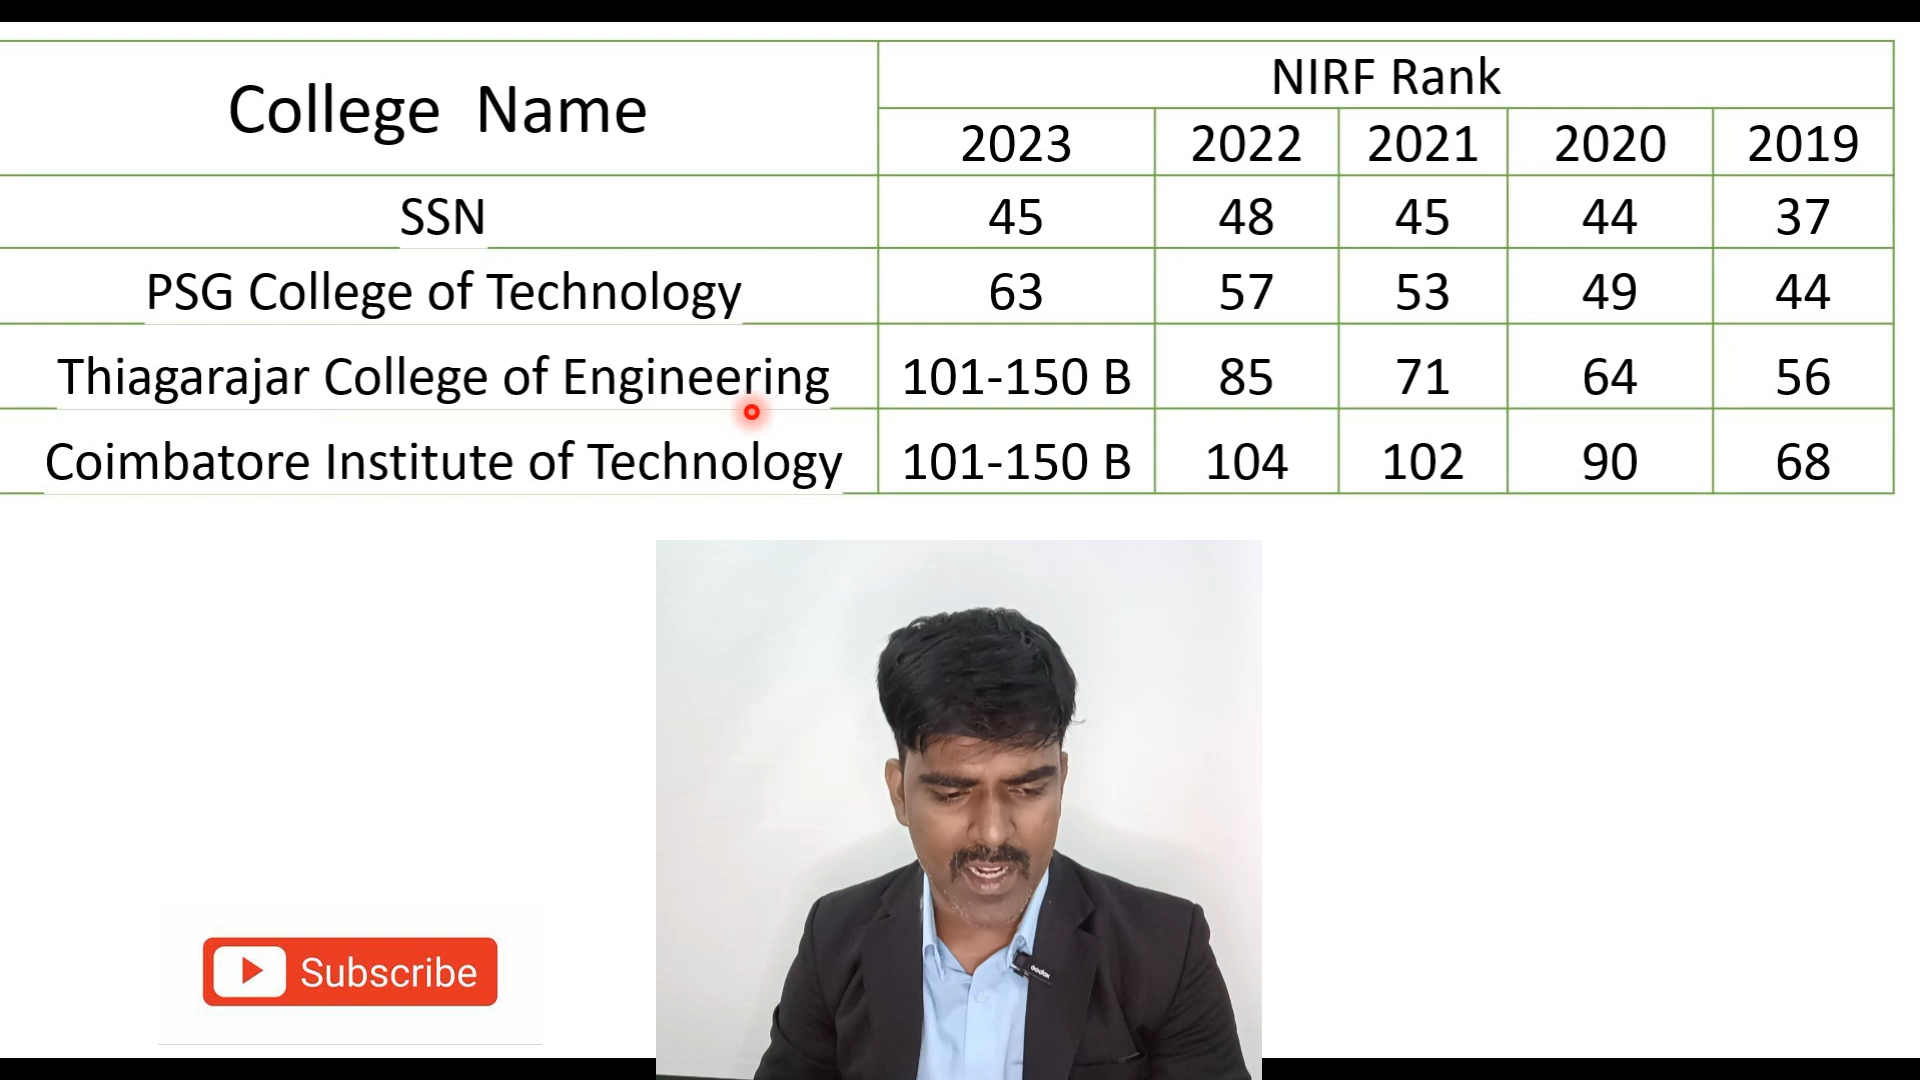 College Name
NIRF Rank
2023 2022 2021 2020 2019
SSN 45 48 45 44 37
PSG College of Technology 63 57 53 49 44
Thiagarajar College of Engineering 101-150 B 85 71 64 56
Coimbatore Institute of Technology 101-150 B 104 102 90 68
Godox
Subscribe